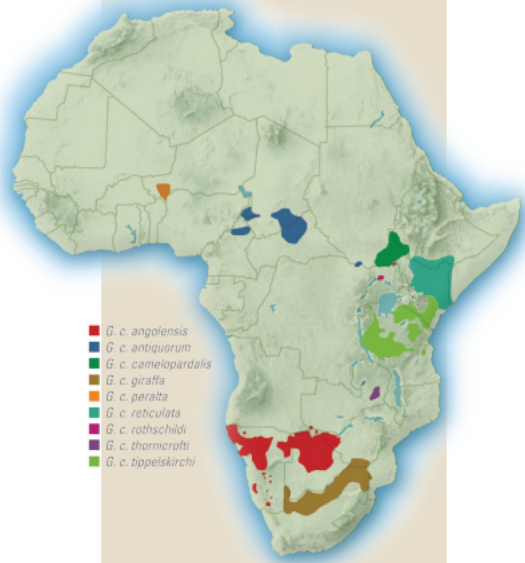 G. c. angolensis
G. c. antiquorum
G. c. camelopardalis
G. c. giraffa
G. c. peralta
G. c. reticulata
G. c. rothschildi
G. c. thornicrofti
G. c. tippelskirchi